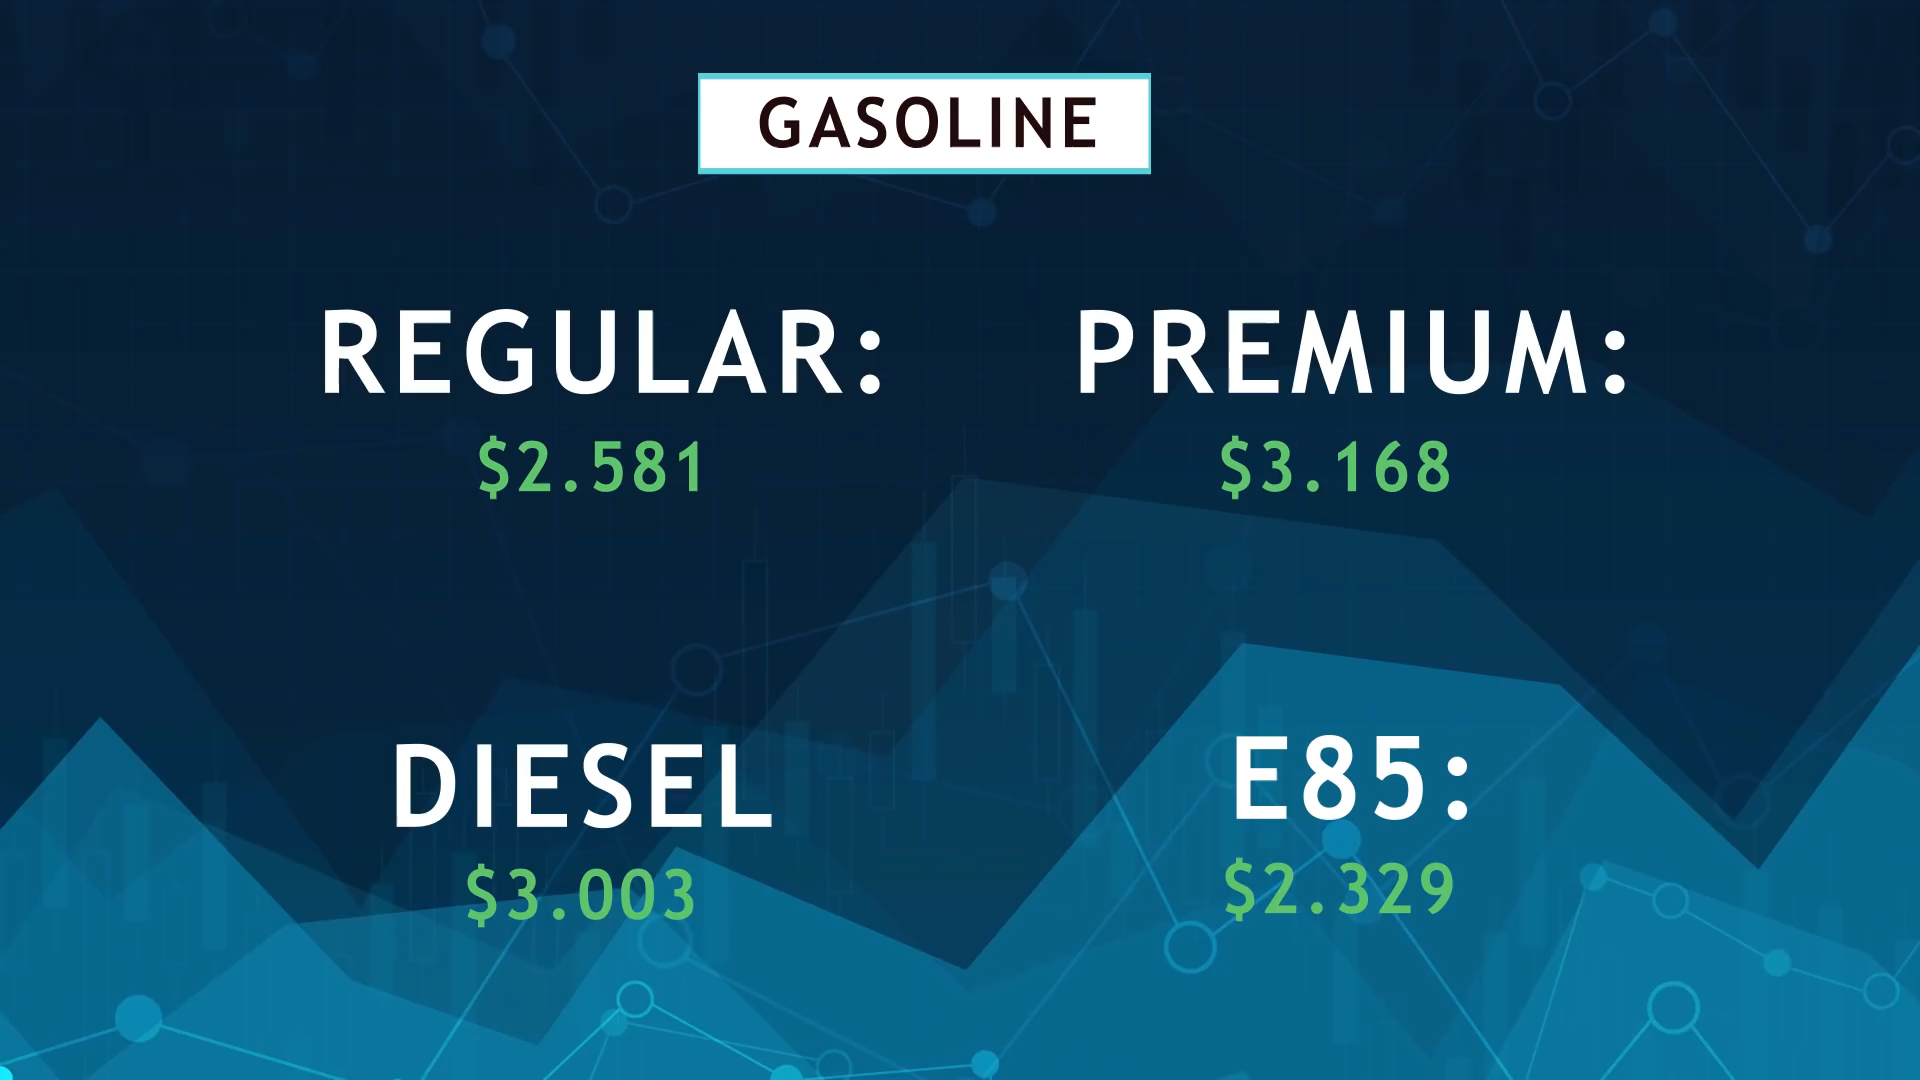 GASOLINE
REGULAR:
$2.581
PREMIUM:
$3.168
DIESEL
$3.003
E85:
$2.329